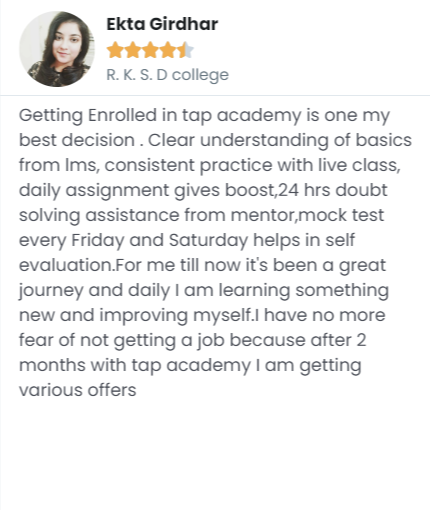 Ekta Girdhar
R. K. S. D college
Getting Enrolled in tap academy is one my
best decision . Clear understanding of basics
from lms, consistent practice with live class,
daily assignment gives boost,24 hrs doubt
solving assistance from mentor,mock test
every Friday and Saturday helps in self
evaluation.For me till now it's been a great
journey and daily I am learning something
new and improving myself.I have no more
fear of not getting a job because after 2
months with tap academy I am getting
various offers